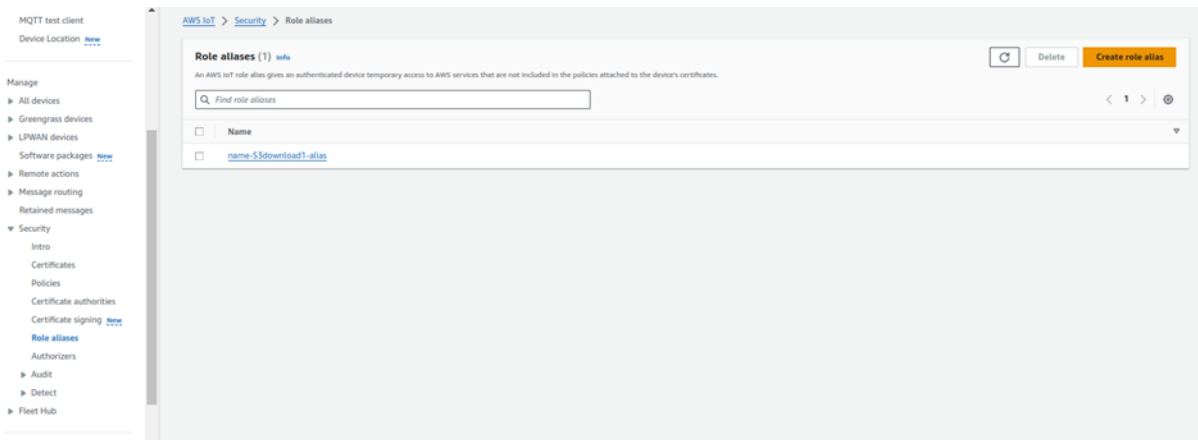 MQTT test client
Device Location New
Manage
All devices
Greengrass devices
LPWAN devices
Software packages New
Remote actions
Message routing
Retained messages
Security
Intro
Certificates
Policies
Certificate authorities
Certificate signing New
Role aliases
Authorizers
Audit
Detect
Fleet Hub
AWS IoT > Security > Role aliases
Role aliases (1) Info
Delete
Create role alias
An AWS IoT role alias gives an authenticated device temporary access to AWS services that are not included in the policies attached to the device's certificates.
Find role aliases
< 1 >
Name
name-S3download1-alias